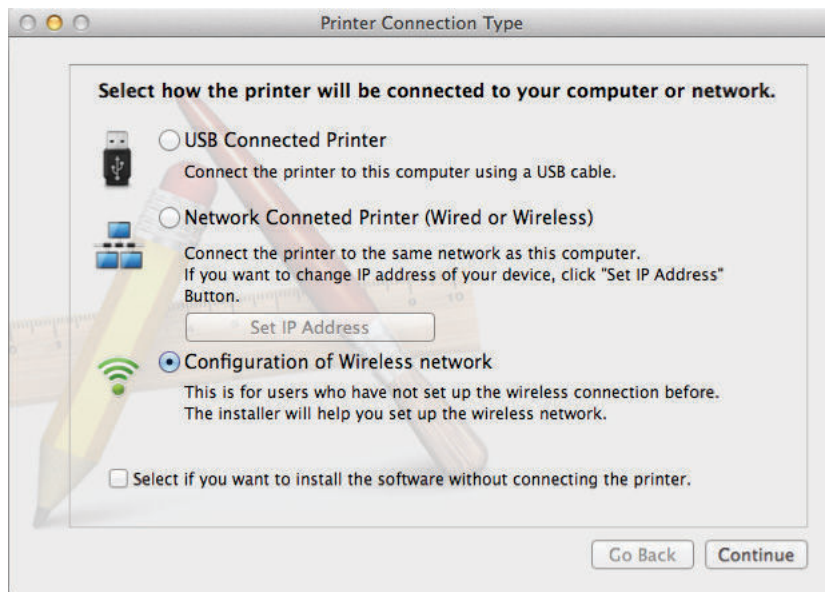 Printer Connection Type
Select how the printer will be connected to your computer or network.
USB Connected Printer
Connect the printer to this computer using a USB cable.
Network Conneted Printer (Wired or Wireless)
Connect the printer to the same network as this computer.
If you want to change IP address of your device, click "Set IP Address"
Button.
Set IP Address
Configuration of Wireless network
This is for users who have not set up the wireless connection before.
The installer will help you set up the wireless network.
Select if you want to install the software without connecting the printer.
Go Back
Continue